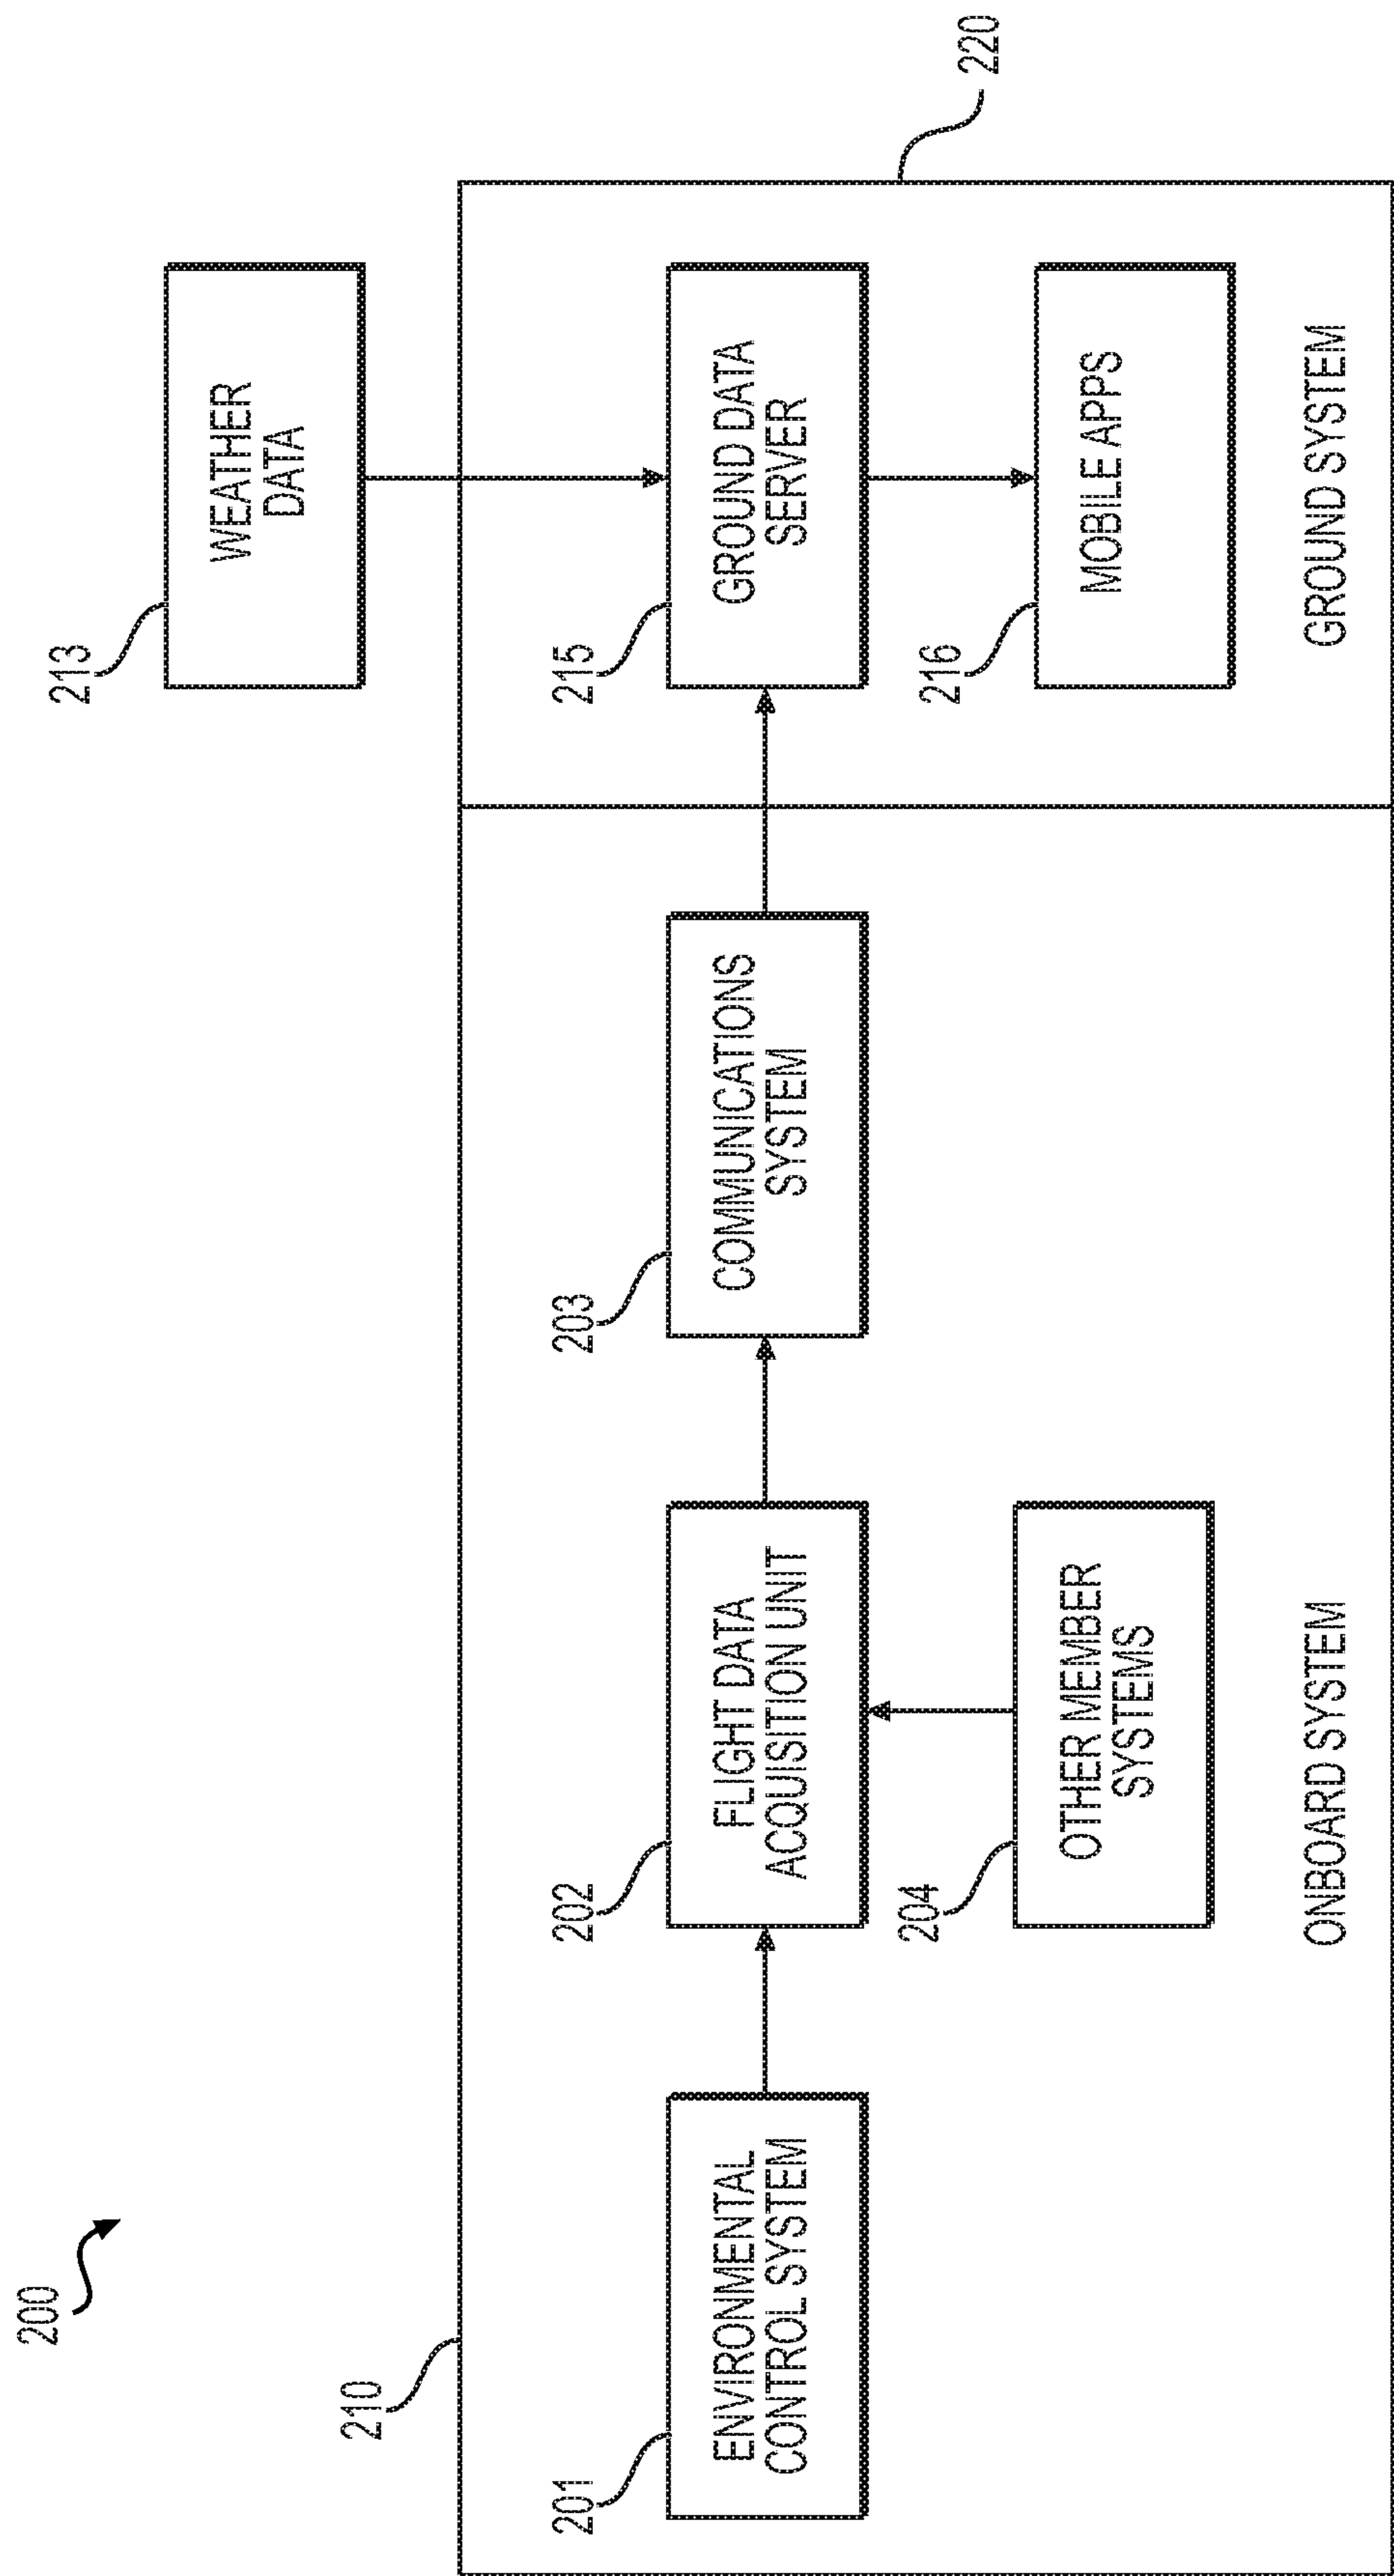 200
210
213
WEATHER
DATA
220
201
ENVIRONMENTAL
CONTROL SYSTEM
202
FLIGHT DATA
ACQUISITION UNIT
203
COMMUNICATIONS
SYSTEM
215
GROUND DATA
SERVER
204
OTHER MEMBER
SYSTEMS
216
MOBILE APPS
ONBOARD SYSTEM
GROUND SYSTEM